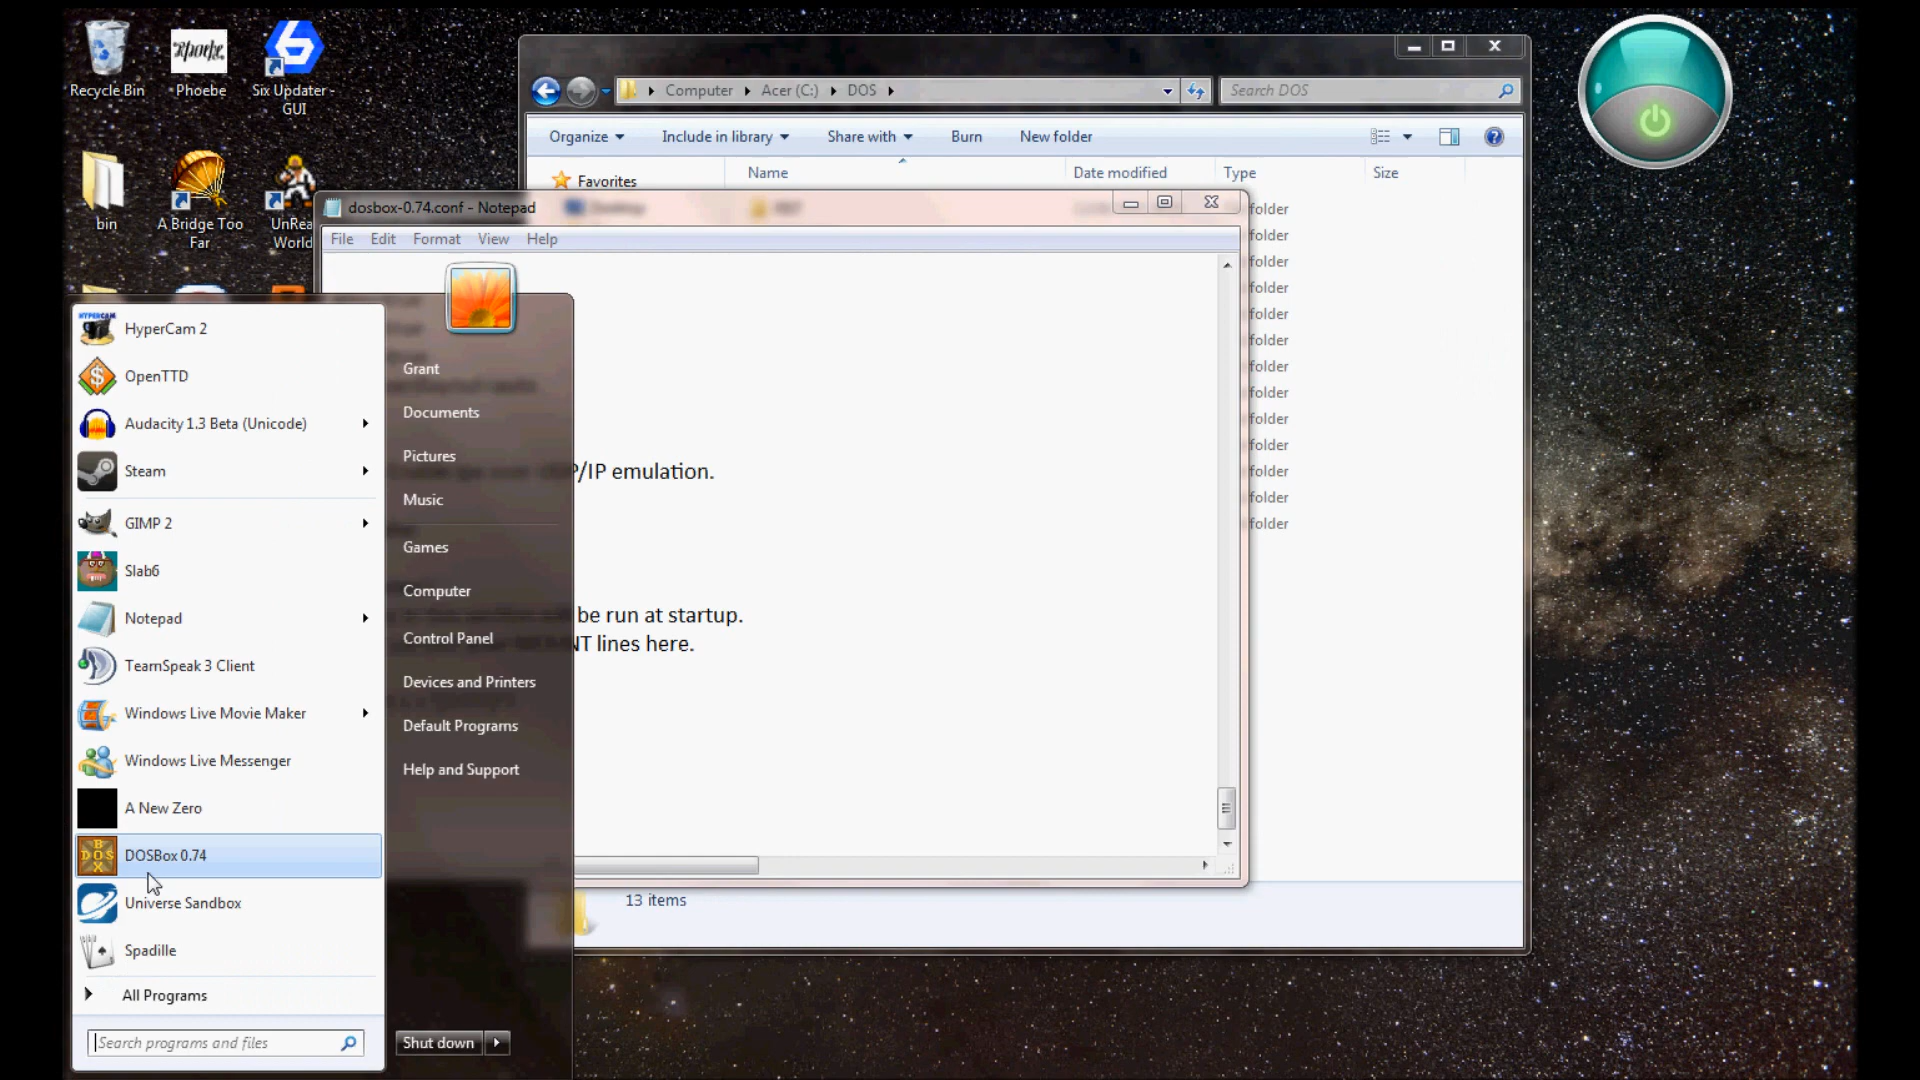 Recycle Bin
Phoebe
Phoebe
Six Updater -
GUI
bin
A Bridge Too
Far
UnRea
World
Computer
Acer (C:)
DOS
Search DOS
Organize
Include in library
Share with
Burn
New folder
Name
Date modified
Type
Size
Favorites
dosbox-0.74.conf - Notepad
Desktop
File
Edit
Format
View
Help
folder
folder
folder
folder
folder
folder
folder
folder
folder
folder
folder
folder
folder
P/IP emulation.
be run at startup.
NT lines here.
13 items
HYPERCAM
HyperCam 2
OpenTTD
Audacity 1.3 Beta (Unicode)
Steam
GIMP 2
Slab6
Notepad
TeamSpeak 3 Client
Windows Live Movie Maker
Windows Live Messenger
A New Zero
DOS
BOX
DOSBox 0.74
Universe Sandbox
Spadille
All Programs
Search programs and files
Grant
Documents
Pictures
Music
Games
Computer
Control Panel
Devices and Printers
Default Programs
Help and Support
Shut down